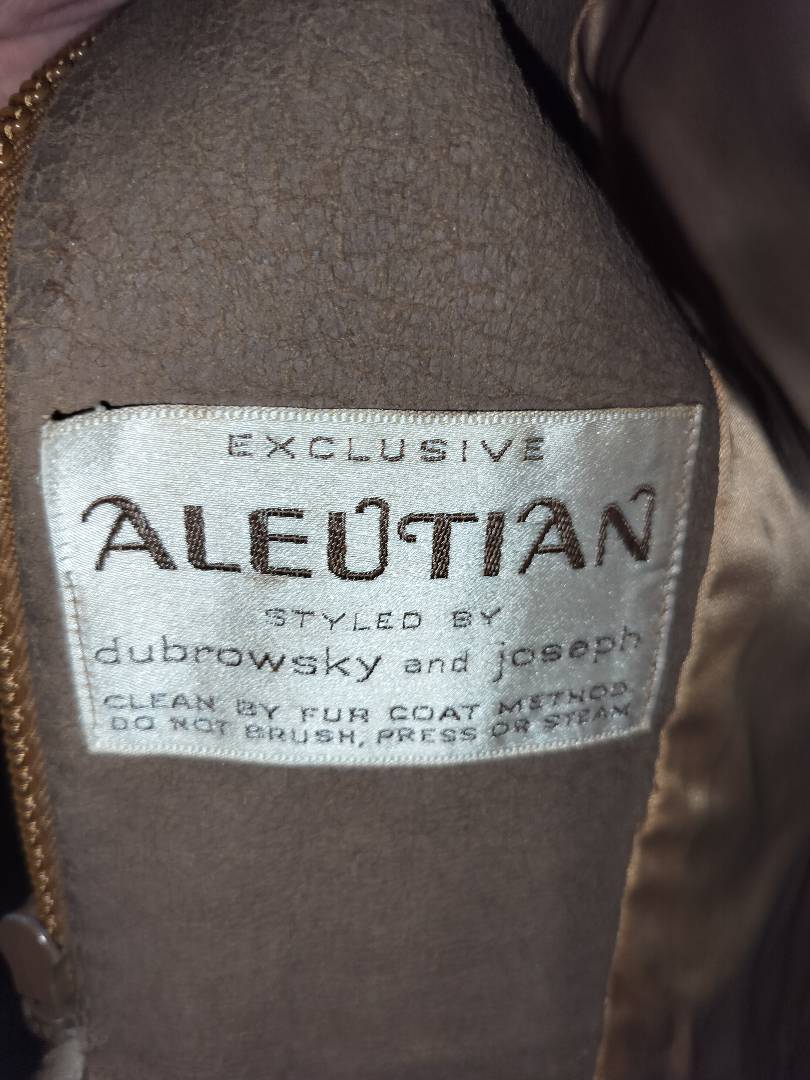 EXCLUSIVE
ALEUTIAN
STYLED BY
dubrowsky and joseph
CLEAN BY FUR COAT METHOD
DO NOT BRUSH, PRESS OR STEAM